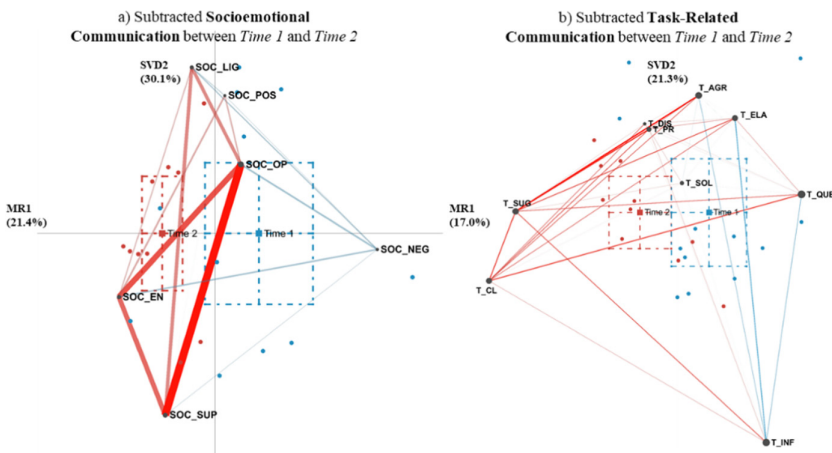 a) Subtracted Socioemotional
Communication between Time 1 and Time 2
SVD2
(30.1%)
SOC_LIG
SOC_POS
SOC_OP
MR1
(21.4%)
Time 2
Time 1
SOC_NEG
SOC_EN
SOC_SUP
b) Subtracted Task-Related
Communication between Time 1 and Time 2
SVD2
(21.3%)
T_AGR
T_ELA
T_DIS
T_PR
T_SOL
T_QUE
T_SUG
MR1
(17.0%)
Time 2
Time 1
T_CL
T_INF